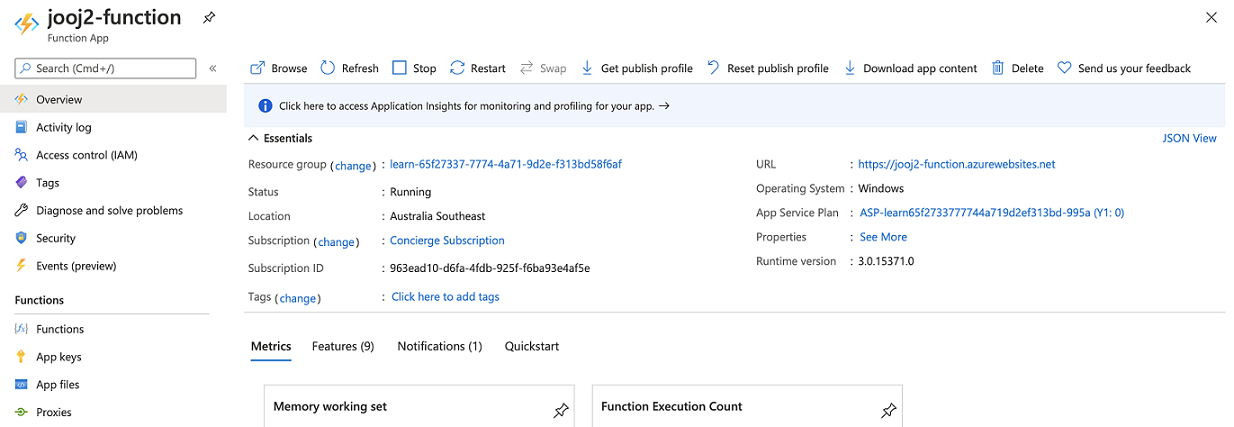 jooj2-function
Function App
Search (Cmd+/)
«
Browse Refresh Stop Restart Swap Get publish profile Reset publish profile Download app content Delete Send us your feedback
Overview
Activity log
Access control (IAM)
Tags
Diagnose and solve problems
Security
Events (preview)
Functions
Functions
App keys
App files
Proxies
Click here to access Application Insights for monitoring and profiling for your app. →
Essentials
JSON View
Resource group (change) : learn-65f27337-7774-4a71-9d2e-f313bd58f6af
Status : Running
Location : Australia Southeast
Subscription (change) : Concierge Subscription
Subscription ID : 963ead10-d6fa-4fdb-925f-f6ba93e4af5e
Tags (change) : Click here to add tags
URL : https://jooj2-function.azurewebsites.net
Operating System : Windows
App Service Plan : ASP-learn65f2733777744a719d2ef313bd-995a (Y1: 0)
Properties : See More
Runtime version : 3.0.15371.0
Metrics Features (9) Notifications (1) Quickstart
Memory working set
Function Execution Count